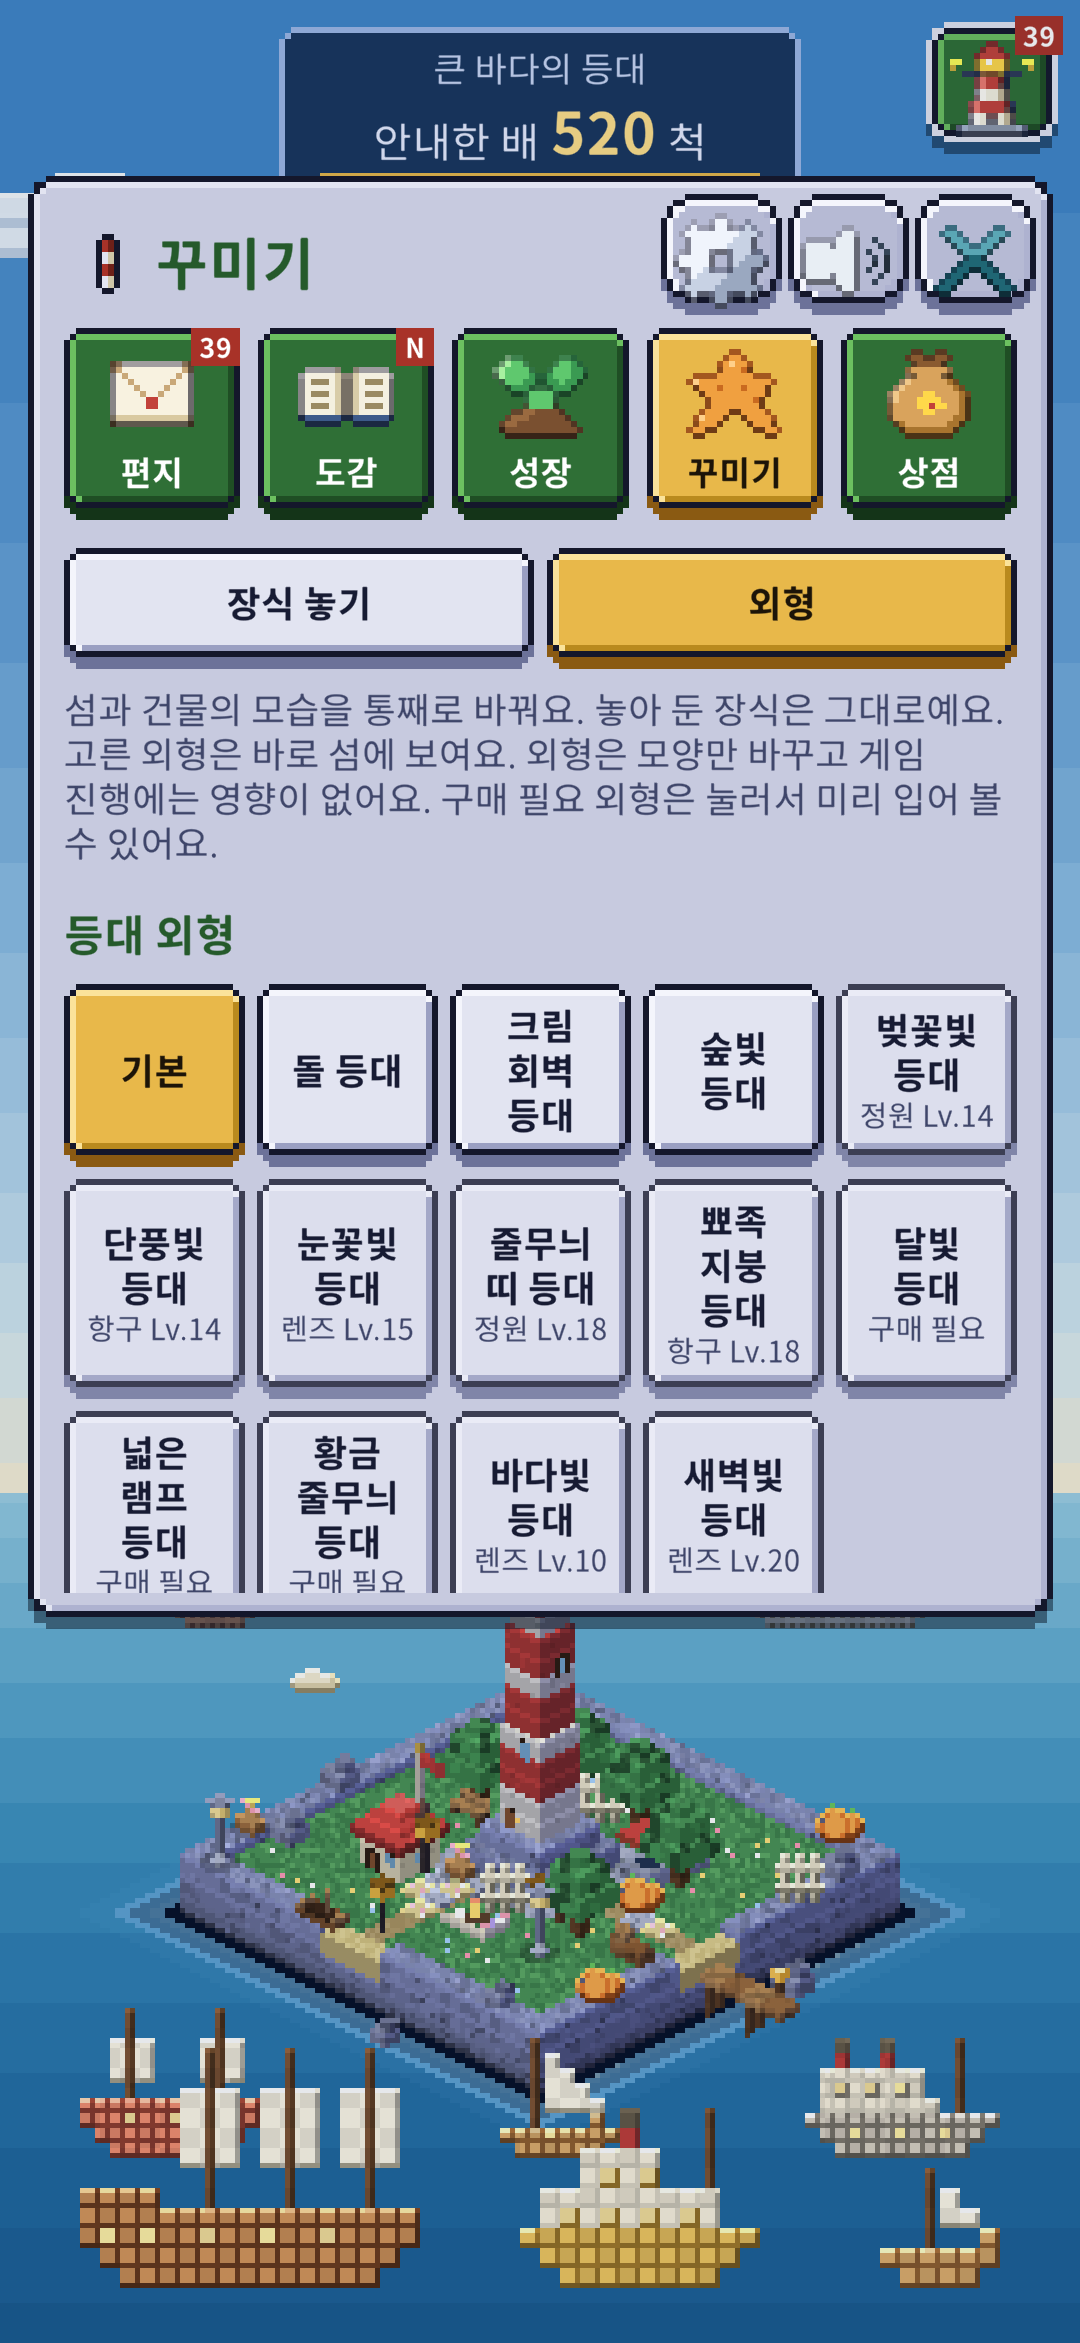 큰 바다의 등대
안내한 배 520 척
39
꾸미기
39
N
편지
도감
성장
꾸미기
상점
장식 놓기
외형
섬과 건물의 모습을 통째로 바꿔요. 놓아 둔 장식은 그대로예요.
고른 외형은 바로 섬에 보여요. 외형은 모양만 바꾸고 게임
진행에는 영향이 없어요. 구매 필요 외형은 눌러서 미리 입어 볼
수 있어요.
등대 외형
기본
돌 등대
크림
회벽
등대
숲빛
등대
벚꽃빛
등대
정원 Lv.14
단풍빛
등대
항구 Lv.14
눈꽃빛
등대
렌즈 Lv.15
줄무늬
띠 등대
정원 Lv.18
뾰족
지붕
등대
항구 Lv.18
달빛
등대
구매 필요
넓은
램프
등대
구매 필요
황금
줄무늬
등대
구매 필요
바다빛
등대
렌즈 Lv.10
새벽빛
등대
렌즈 Lv.20